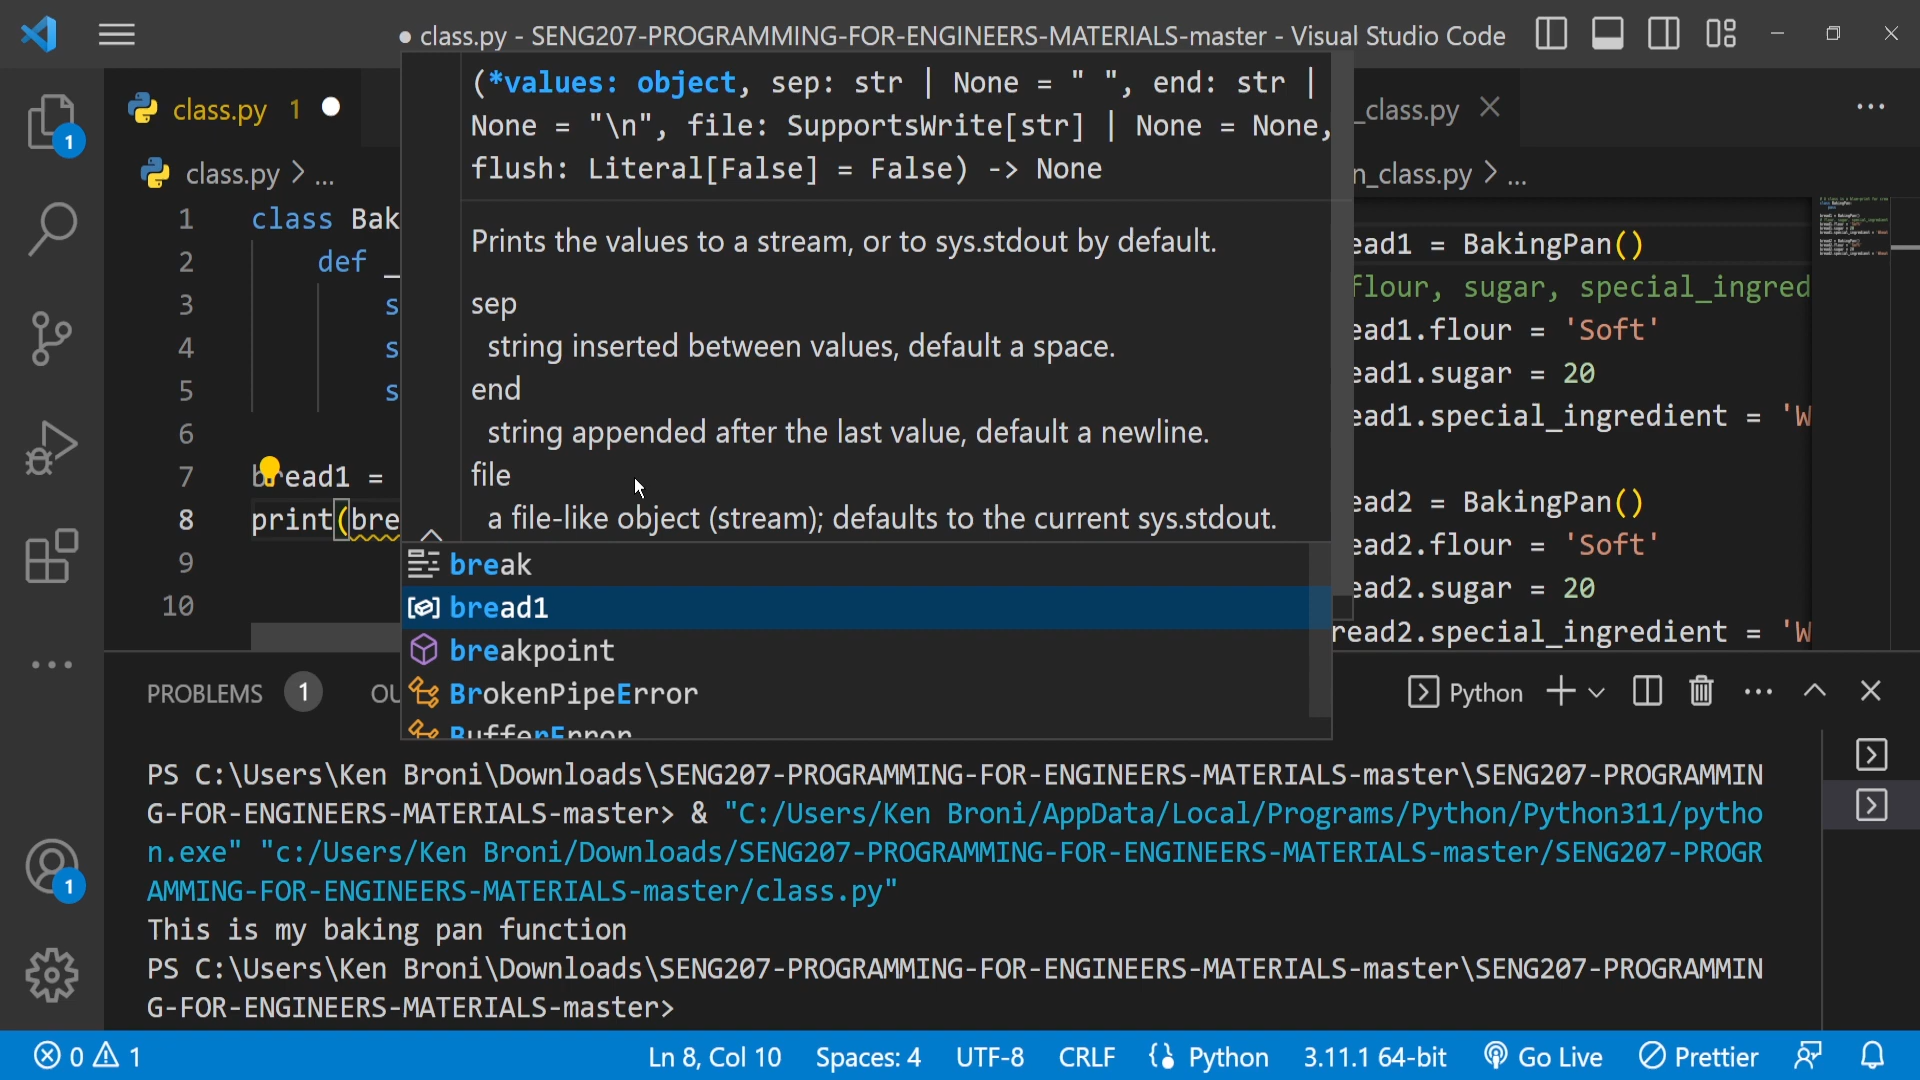 ● class.py - SENG207-PROGRAMMING-FOR-ENGINEERS-MATERIALS-master - Visual Studio Code
class.py 1 ●
_class.py
class.py > ...
n_class.py > ...
1 class Bak
2 def _
3 s
4 s
5 s
6
7 bread1 =
8 print(bre
9
10
(*values: object, sep: str | None = " ", end: str |
None = "\n", file: SupportsWrite[str] | None = None,
flush: Literal[False] = False) -> None
Prints the values to a stream, or to sys.stdout by default.
sep
string inserted between values, default a space.
end
string appended after the last value, default a newline.
file
a file-like object (stream); defaults to the current sys.stdout.
break
bread1
breakpoint
BrokenPipeError
BufferError
ead1 = BakingPan()
flour, sugar, special_ingred
ead1.flour = 'Soft'
ead1.sugar = 20
ead1.special_ingredient = 'W
ead2 = BakingPan()
ead2.flour = 'Soft'
ead2.sugar = 20
read2.special_ingredient = 'W
1
PROBLEMS 1 OU
Python
PS C:\Users\Ken Broni\Downloads\SENG207-PROGRAMMING-FOR-ENGINEERS-MATERIALS-master\SENG207-PROGRAMMIN
G-FOR-ENGINEERS-MATERIALS-master> & "C:/Users/Ken Broni/AppData/Local/Programs/Python/Python311/pytho
n.exe" "c:/Users/Ken Broni/Downloads/SENG207-PROGRAMMING-FOR-ENGINEERS-MATERIALS-master/SENG207-PROGR
AMMING-FOR-ENGINEERS-MATERIALS-master/class.py"
This is my baking pan function
PS C:\Users\Ken Broni\Downloads\SENG207-PROGRAMMING-FOR-ENGINEERS-MATERIALS-master\SENG207-PROGRAMMIN
G-FOR-ENGINEERS-MATERIALS-master>
1
0 1 Ln 8, Col 10 Spaces: 4 UTF-8 CRLF Python 3.11.1 64-bit Go Live Prettier